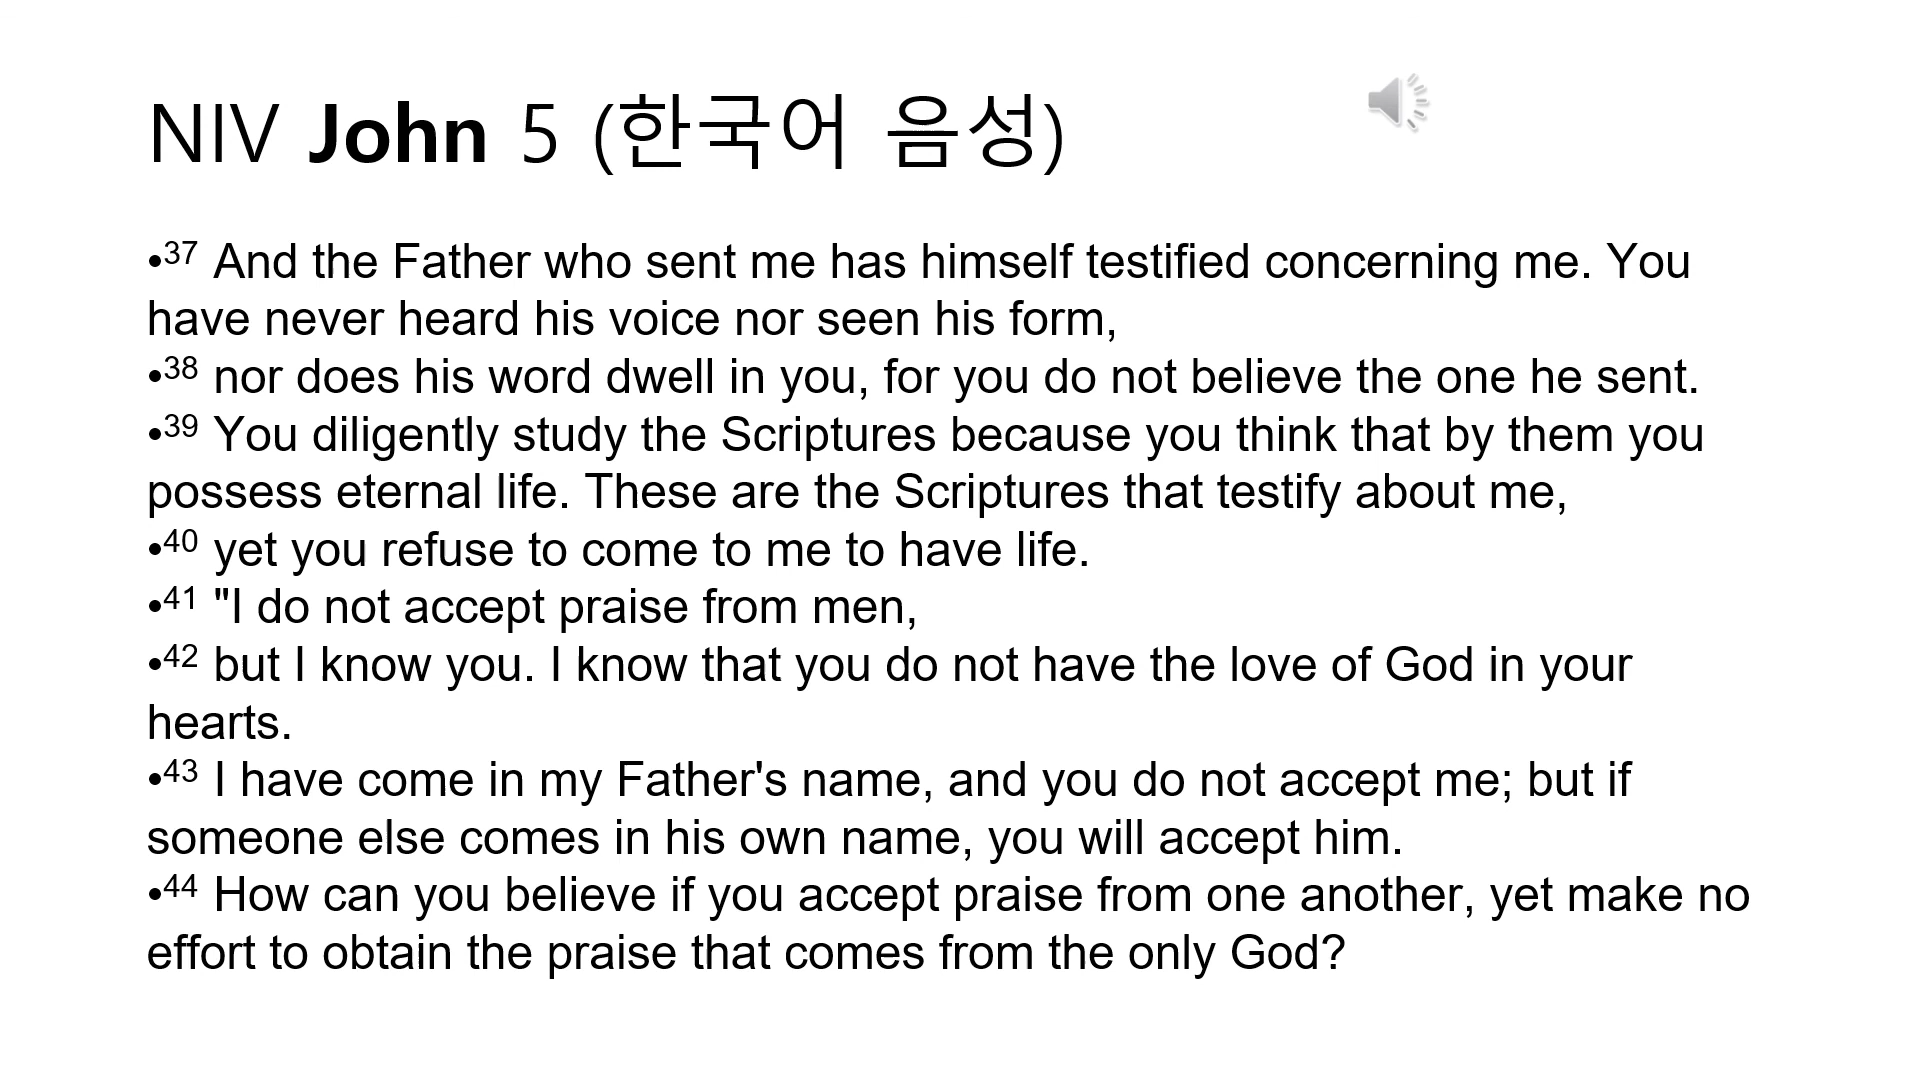 NIV John 5 (한국어 음성)
•37 And the Father who sent me has himself testified concerning me. You
have never heard his voice nor seen his form,
•38 nor does his word dwell in you, for you do not believe the one he sent.
•39 You diligently study the Scriptures because you think that by them you
possess eternal life. These are the Scriptures that testify about me,
•40 yet you refuse to come to me to have life.
•41 "I do not accept praise from men,
•42 but I know you. I know that you do not have the love of God in your
hearts.
•43 I have come in my Father's name, and you do not accept me; but if
someone else comes in his own name, you will accept him.
•44 How can you believe if you accept praise from one another, yet make no
effort to obtain the praise that comes from the only God?